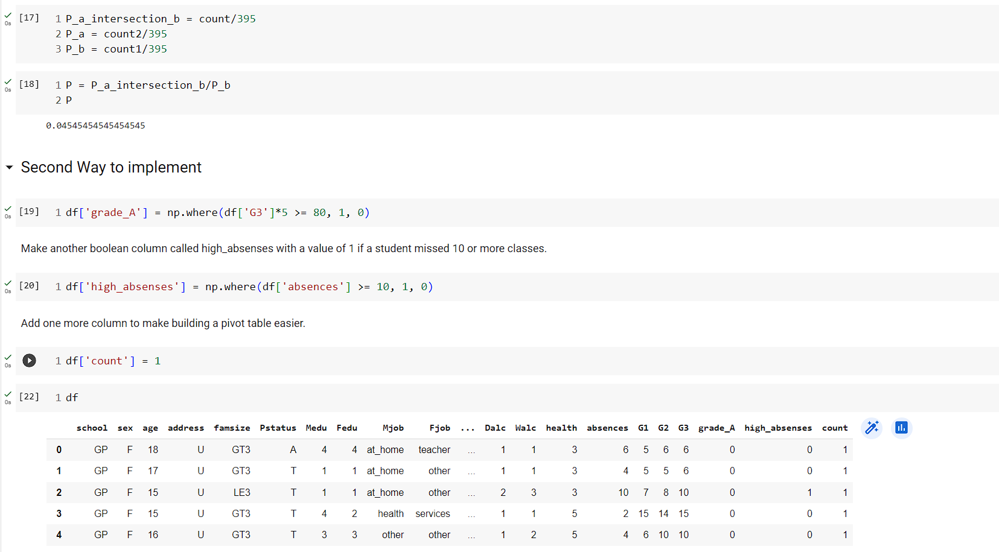 [17] 1 P_a_intersection_b = count/395
2 P_a = count2/395
3 P_b = count1/395
0s
[18] 1 P = P_a_intersection_b/P_b
2 P
0s
0.04545454545454545
Second Way to implement
[19] 1 df['grade_A'] = np.where(df['G3']*5 >= 80, 1, 0)
0s
Make another boolean column called high_absenses with a value of 1 if a student missed 10 or more classes.
[20] 1 df['high_absenses'] = np.where(df['absences'] >= 10, 1, 0)
0s
Add one more column to make building a pivot table easier.
1 df['count'] = 1
0s
[22] 1 df
0s
school sex age address famsize Pstatus Medu Fedu Mjob Fjob ... Dalc Walc health absences G1 G2 G3 grade_A high_absenses count
0 GP F 18 U GT3 A 4 4 at_home teacher ... 1 1 3 6 5 6 6 0 0 1
1 GP F 17 U GT3 T 1 1 at_home other ... 1 1 3 4 5 5 6 0 0 1
2 GP F 15 U LE3 T 1 1 at_home other ... 2 3 3 10 7 8 10 0 1 1
3 GP F 15 U GT3 T 4 2 health services ... 1 1 5 2 15 14 15 0 0 1
4 GP F 16 U GT3 T 3 3 other other ... 1 2 5 4 6 10 10 0 0 1